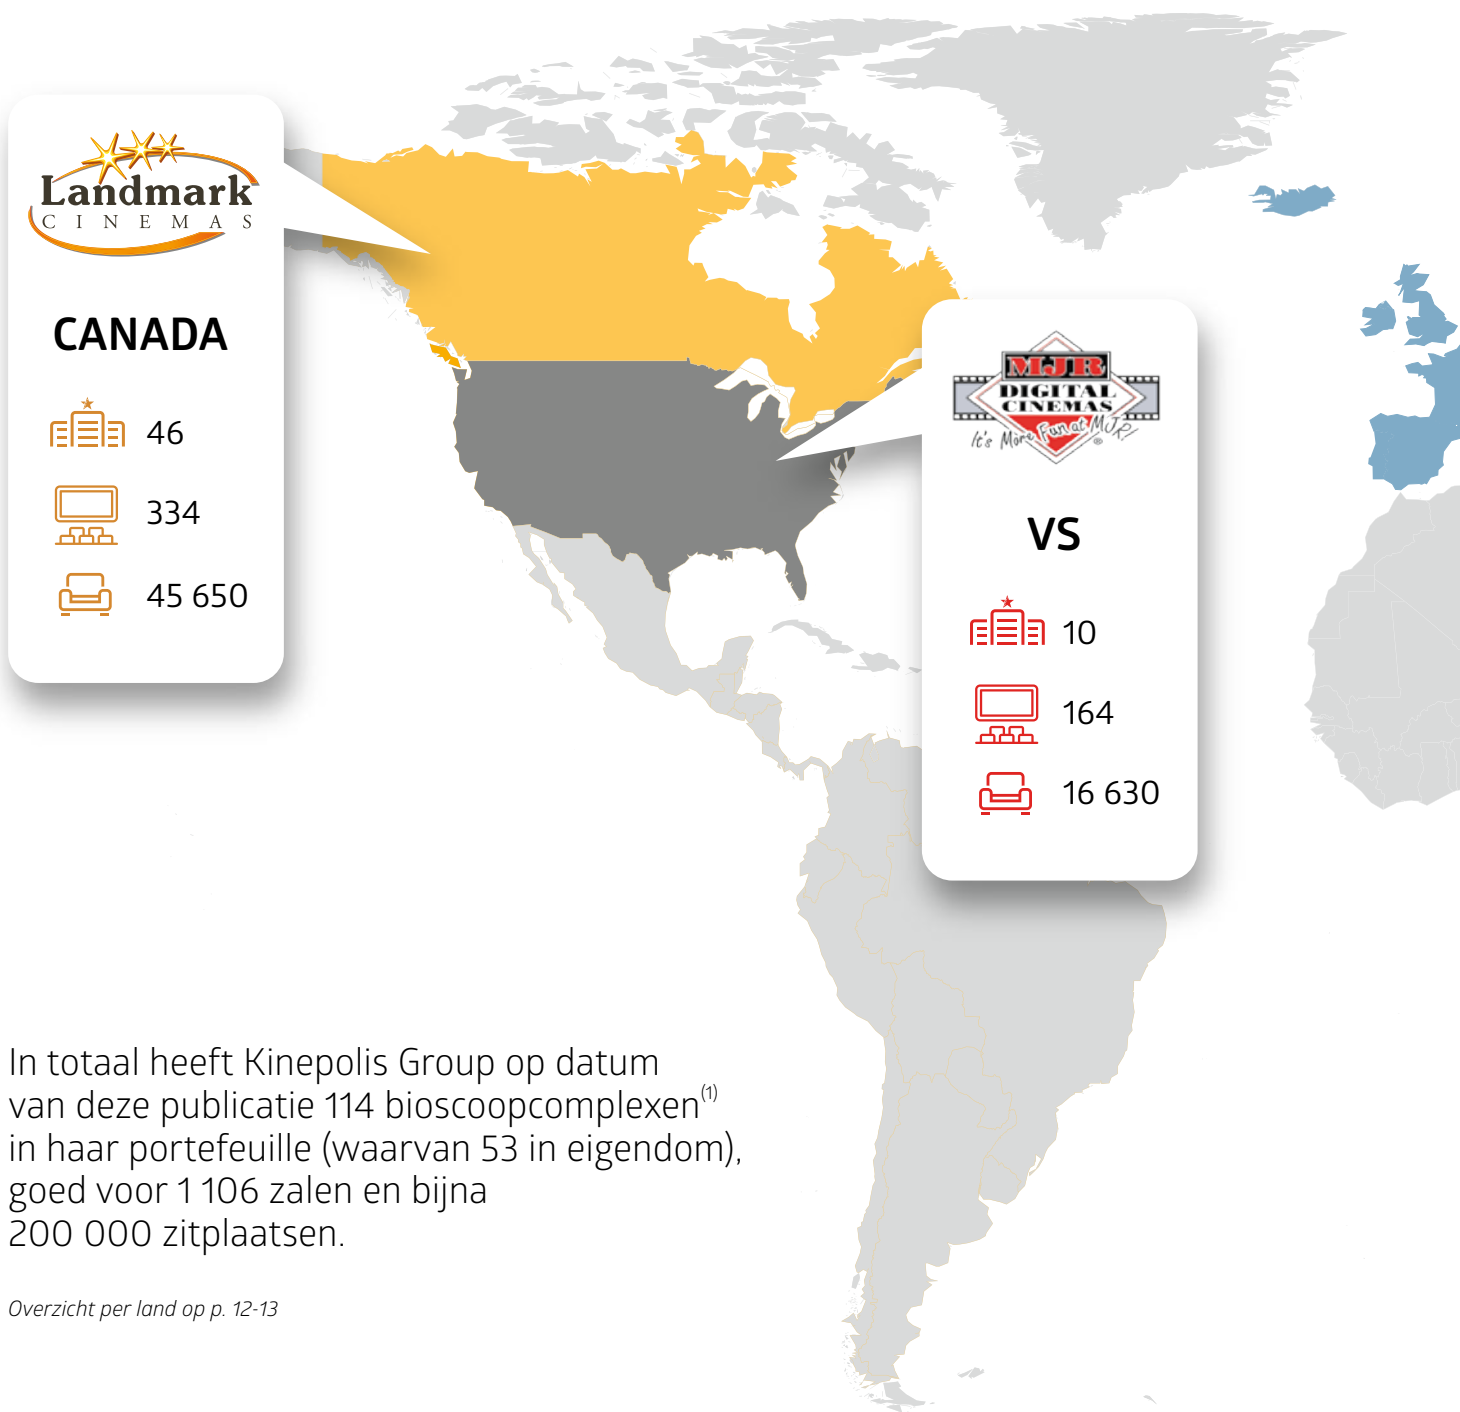 Landmark
CINEMAS
CANADA
46
334
45 650
MJR
DIGITAL
CINEMAS
It's More Fun at MJR!
®
VS
10
164
16 630
In totaal heeft Kinepolis Group op datum
van deze publicatie 114 bioscoopcomplexen(1)
in haar portefeuille (waarvan 53 in eigendom),
goed voor 1 106 zalen en bijna
200 000 zitplaatsen.
Overzicht per land op p. 12-13